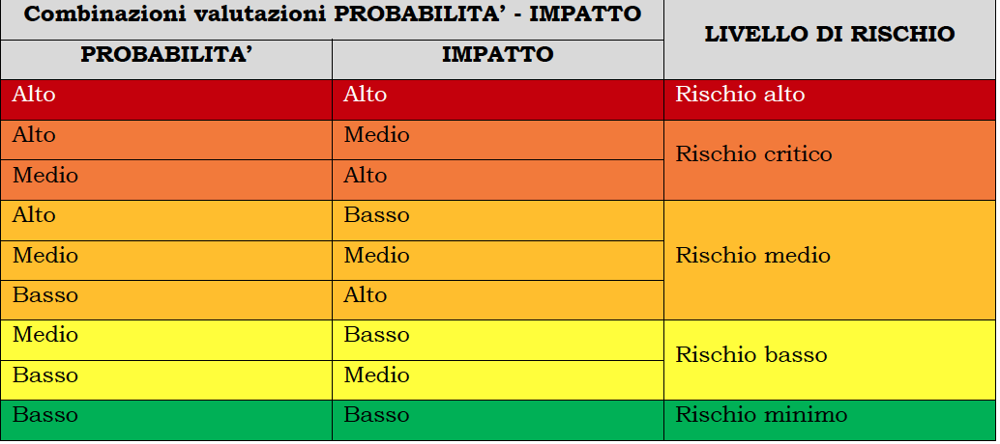 Combinazioni valutazioni PROBABILITA’ - IMPATTO
LIVELLO DI RISCHIO
PROBABILITA’
IMPATTO
Alto
Alto
Rischio alto
Alto
Medio
Rischio critico
Medio
Alto
Alto
Basso
Rischio medio
Medio
Medio
Basso
Alto
Medio
Basso
Rischio basso
Basso
Medio
Basso
Basso
Rischio minimo